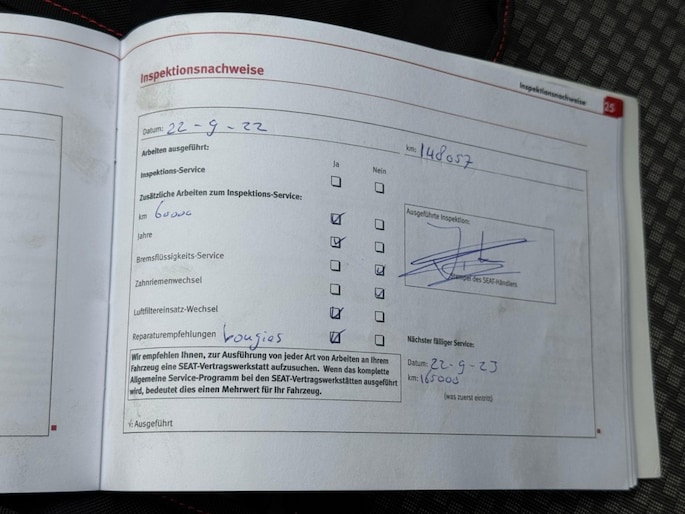 Inspektionsnachweise
Inspektionsnachweise 25
Datum: 22-9-22
km: 148057
Arbeiten ausgeführt:
Ja Nein
Inspektions-Service
Zusätzliche Arbeiten zum Inspektions-Service:
km 60000
Jahre
Ausgeführte Inspektion:
Bremsflüssigkeits-Service
Stempel des SEAT-Händlers
Zahnriemenwechsel
Luftfiltereinsatz-Wechsel
Reparaturempfehlungen bougies
Nächster fälliger Service:
Wir empfehlen Ihnen, zur Ausführung von jeder Art von Arbeiten an Ihrem
Fahrzeug eine SEAT-Vertragswerkstatt aufzusuchen. Wenn das komplette
Allgemeine Service-Programm bei den SEAT-Vertragswerkstätten ausgeführt
wird, bedeutet dies einen Mehrwert für Ihr Fahrzeug.
Datum: 22-9-23
km: 165000
(was zuerst eintritt)
√: Ausgeführt